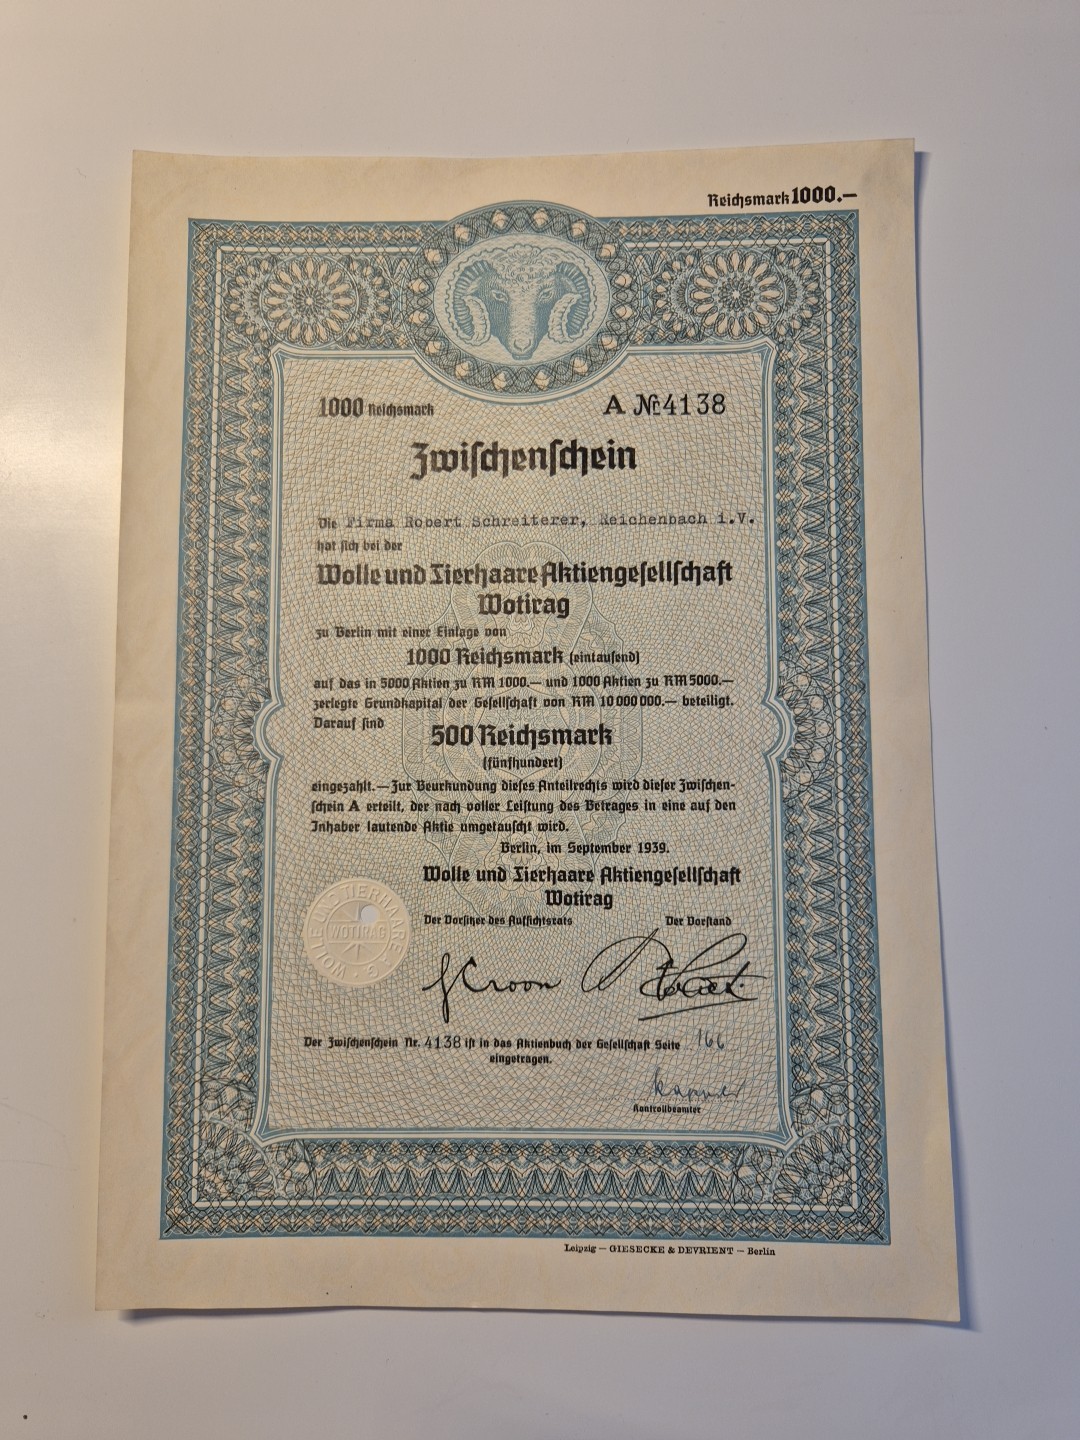 Reichsmark 1000.—
1000 Reichsmark
A № 4138
Zwiſchenſchein
Die Firma Robert Schreiterer, Reichenbach i.V.
hat ſich bei der
Wolle und Tierhaare Aktiengeſellſchaft
Wotirag
zu Berlin mit einer Einlage von
1000 Reichsmark (eintauſend)
auf das in 5000 Aktien zu RM 1000.— und 1000 Aktien zu RM 5000.—
zerlegte Grundkapital der Geſellſchaft von RM 10 000 000.— beteiligt.
Darauf ſind
500 Reichsmark
(fünfhundert)
eingezahlt. — Zur Beurkundung dieſes Anteilrechts wird dieſer Zwiſchen-
ſchein A erteilt, der nach voller Leiſtung des Betrages in eine auf den
Inhaber lautende Aktie umgetauſcht wird.
Berlin, im September 1939.
Wolle und Tierhaare Aktiengeſellſchaft
Wotirag
Der Vorſitzer des Aufſichtsrats
Der Vorſtand
WOLLE U. TIERHAARE A G
WOTIRAG
Croon
Der Zwiſchenſchein Nr. 4138 iſt in das Aktienbuch der Geſellſchaft Seite 166
eingetragen.
Kontrollbeamter
Leipzig — GIESECKE & DEVRIENT — Berlin